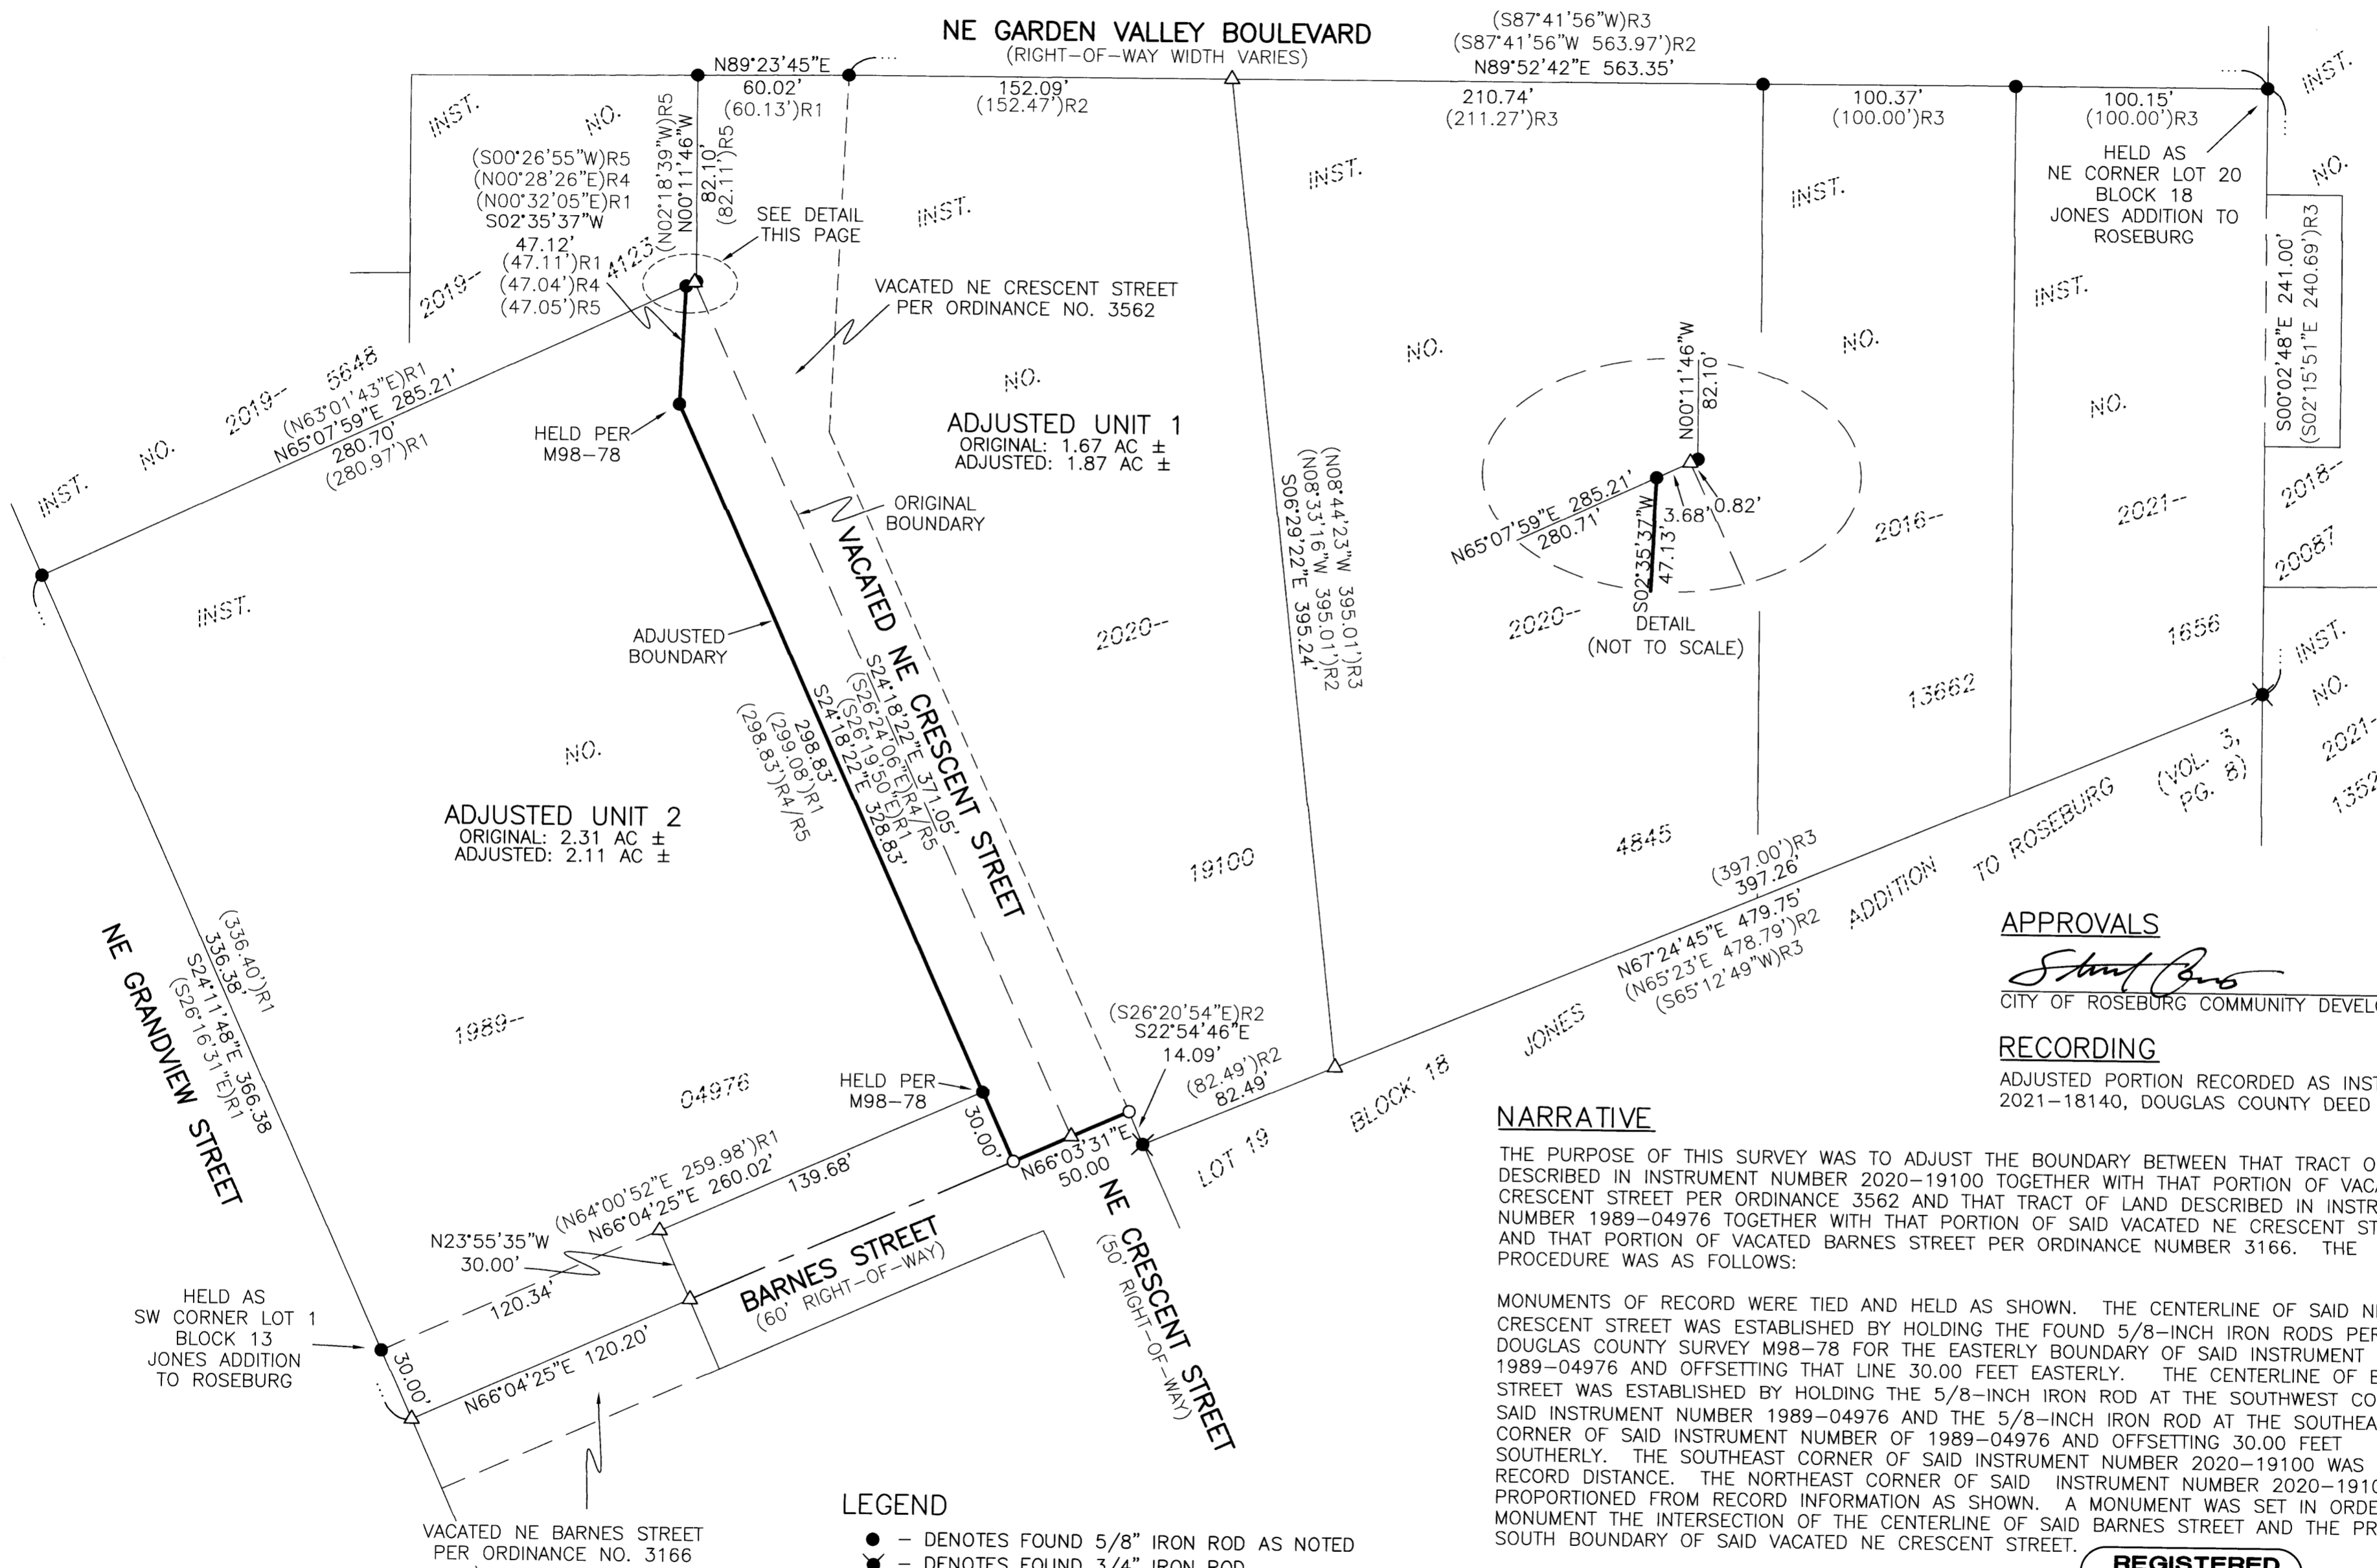 NE GARDEN VALLEY BOULEVARD
(RIGHT-OF-WAY WIDTH VARIES)
(S87°41'56"W)R3
(S87°41'56"W 563.97')R2
N89°52'42"E 563.35'
N89°23'45"E
60.02'
(60.13')R1
152.09'
(152.47')R2
210.74'
(211.27')R3
100.37'
(100.00')R3
100.15'
(100.00')R3
INST.
NO.
2019-
4123
(S00°26'55"W)R5
(N00°28'26"E)R4
(N00°32'05"E)R1
S02°35'37"W
47.12'
(47.11')R1
(47.04')R4
(47.05')R5
(N02°18'39"W)R5
N00°11'46"W
82.10'
(82.11')R5
SEE DETAIL
THIS PAGE
VACATED NE CRESCENT STREET
PER ORDINANCE NO. 3562
HELD AS
NE CORNER LOT 20
BLOCK 18
JONES ADDITION TO
ROSEBURG
S00°02'48"E 241.00'
(S02°15'51"E 240.69')R3
INST.
NO.
2018-
20087
INST. NO. 2019- 5648
(N63°01'43"E)R1
N65°07'59"E 285.21'
280.70'
(280.97')R1
HELD PER
M98-78
INST.
NO.
2020-
19100
ADJUSTED UNIT 1
ORIGINAL: 1.67 AC ±
ADJUSTED: 1.87 AC ±
ORIGINAL
BOUNDARY
ADJUSTED
BOUNDARY
VACATED NE CRESCENT STREET
S24°18'22"E 371.05'
(S26°24'06"E)R4/R5
(S26°19'50"E)R1
S24°18'22"E 328.83'
298.83'
(299.08')R1
(298.83')R4/R5
(N08°44'23"W 395.01')R3
(N08°33'16"W 395.01')R2
S06°29'22"E 395.24'
INST.
NO.
2020-
4845
INST.
NO.
2016-
13662
INST.
NO.
2021-
1656
N00°11'46"W
82.10'
N65°07'59"E 285.21'
280.71'
3.68'
0.82'
S02°35'37"W
47.13'
DETAIL
(NOT TO SCALE)
INST.
NO.
2021-
INST.
NO.
1989-
04976
ADJUSTED UNIT 2
ORIGINAL: 2.31 AC ±
ADJUSTED: 2.11 AC ±
NE GRANDVIEW STREET
(336.40')R1
336.38'
S24°11'48"E 366.38
(S26°16'31"E)R1
HELD PER
M98-78
30.00'
(S26°20'54"E)R2
S22°54'46"E
14.09'
(82.49')R2
82.49'
(397.00')R3
397.26'
N67°24'45"E 479.75'
(N65°23'E 478.79')R2
(S65°12'49"W)R3
LOT 19 BLOCK 18 JONES ADDITION TO ROSEBURG (VOL. 3,
PG. 8)
N66°03'31"E
50.00
(N64°00'52"E 259.98')R1
N66°04'25"E 260.02'
139.68'
N23°55'35"W
30.00'
120.34'
BARNES STREET
(60' RIGHT-OF-WAY)
NE CRESCENT STREET
(50' RIGHT-OF-WAY)
HELD AS
SW CORNER LOT 1
BLOCK 13
JONES ADDITION
TO ROSEBURG
30.00'
N66°04'25"E 120.20'
VACATED NE BARNES STREET
PER ORDINANCE NO. 3166
LEGEND
– DENOTES FOUND 5/8" IRON ROD AS NOTED
– DENOTES FOUND 3/4" IRON ROD
APPROVALS
CITY OF ROSEBURG COMMUNITY
RECORDING
ADJUSTED PORTION RECORDED AS
2021-18140, DOUGLAS COUNTY DEED
NARRATIVE
THE PURPOSE OF THIS SURVEY WAS TO ADJUST THE BOUNDARY BETWEEN THAT TRACT
DESCRIBED IN INSTRUMENT NUMBER 2020-19100 TOGETHER WITH THAT PORTION OF
CRESCENT STREET PER ORDINANCE 3562 AND THAT TRACT OF LAND DESCRIBED IN
NUMBER 1989-04976 TOGETHER WITH THAT PORTION OF SAID VACATED NE CRESCENT
AND THAT PORTION OF VACATED BARNES STREET PER ORDINANCE NUMBER 3166. THE
PROCEDURE WAS AS FOLLOWS:
MONUMENTS OF RECORD WERE TIED AND HELD AS SHOWN. THE CENTERLINE OF SAID
CRESCENT STREET WAS ESTABLISHED BY HOLDING THE FOUND 5/8-INCH IRON RODS PER
DOUGLAS COUNTY SURVEY M98-78 FOR THE EASTERLY BOUNDARY OF SAID INSTRUMENT
1989-04976 AND OFFSETTING THAT LINE 30.00 FEET EASTERLY. THE CENTERLINE OF
STREET WAS ESTABLISHED BY HOLDING THE 5/8-INCH IRON ROD AT THE SOUTHWEST
SAID INSTRUMENT NUMBER 1989-04976 AND THE 5/8-INCH IRON ROD AT THE
CORNER OF SAID INSTRUMENT NUMBER OF 1989-04976 AND OFFSETTING 30.00 FEET
SOUTHERLY. THE SOUTHEAST CORNER OF SAID INSTRUMENT NUMBER 2020-19100 WAS
RECORD DISTANCE. THE NORTHEAST CORNER OF SAID INSTRUMENT NUMBER
PROPORTIONED FROM RECORD INFORMATION AS SHOWN. A MONUMENT WAS SET IN
MONUMENT THE INTERSECTION OF THE CENTERLINE OF SAID BARNES STREET AND THE
SOUTH BOUNDARY OF SAID VACATED NE CRESCENT STREET.
REGISTERED